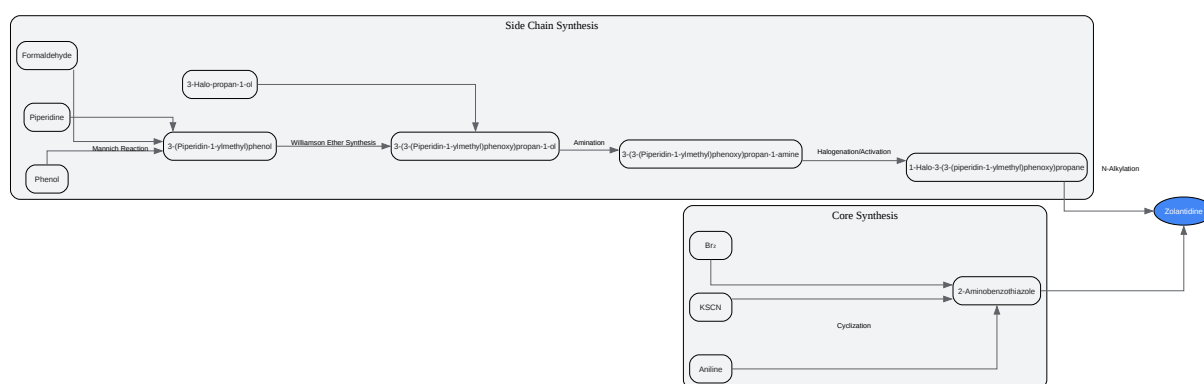 Side Chain Synthesis
Formaldehyde
3-Halo-propan-1-ol
Piperidine
Mannich Reaction
3-(Piperidin-1-ylmethyl)phenol
Williamson Ether Synthesis
3-(3-(Piperidin-1-ylmethyl)phenoxy)propan-1-ol
Amination
3-(3-(Piperidin-1-ylmethyl)phenoxy)propan-1-amine
Halogenation/Activation
1-Halo-3-(3-(piperidin-1-ylmethyl)phenoxy)propane
N-Alkylation
Phenol
Zolantidine
Core Synthesis
Br₂
KSCN
2-Aminobenzothiazole
Cyclization
Aniline